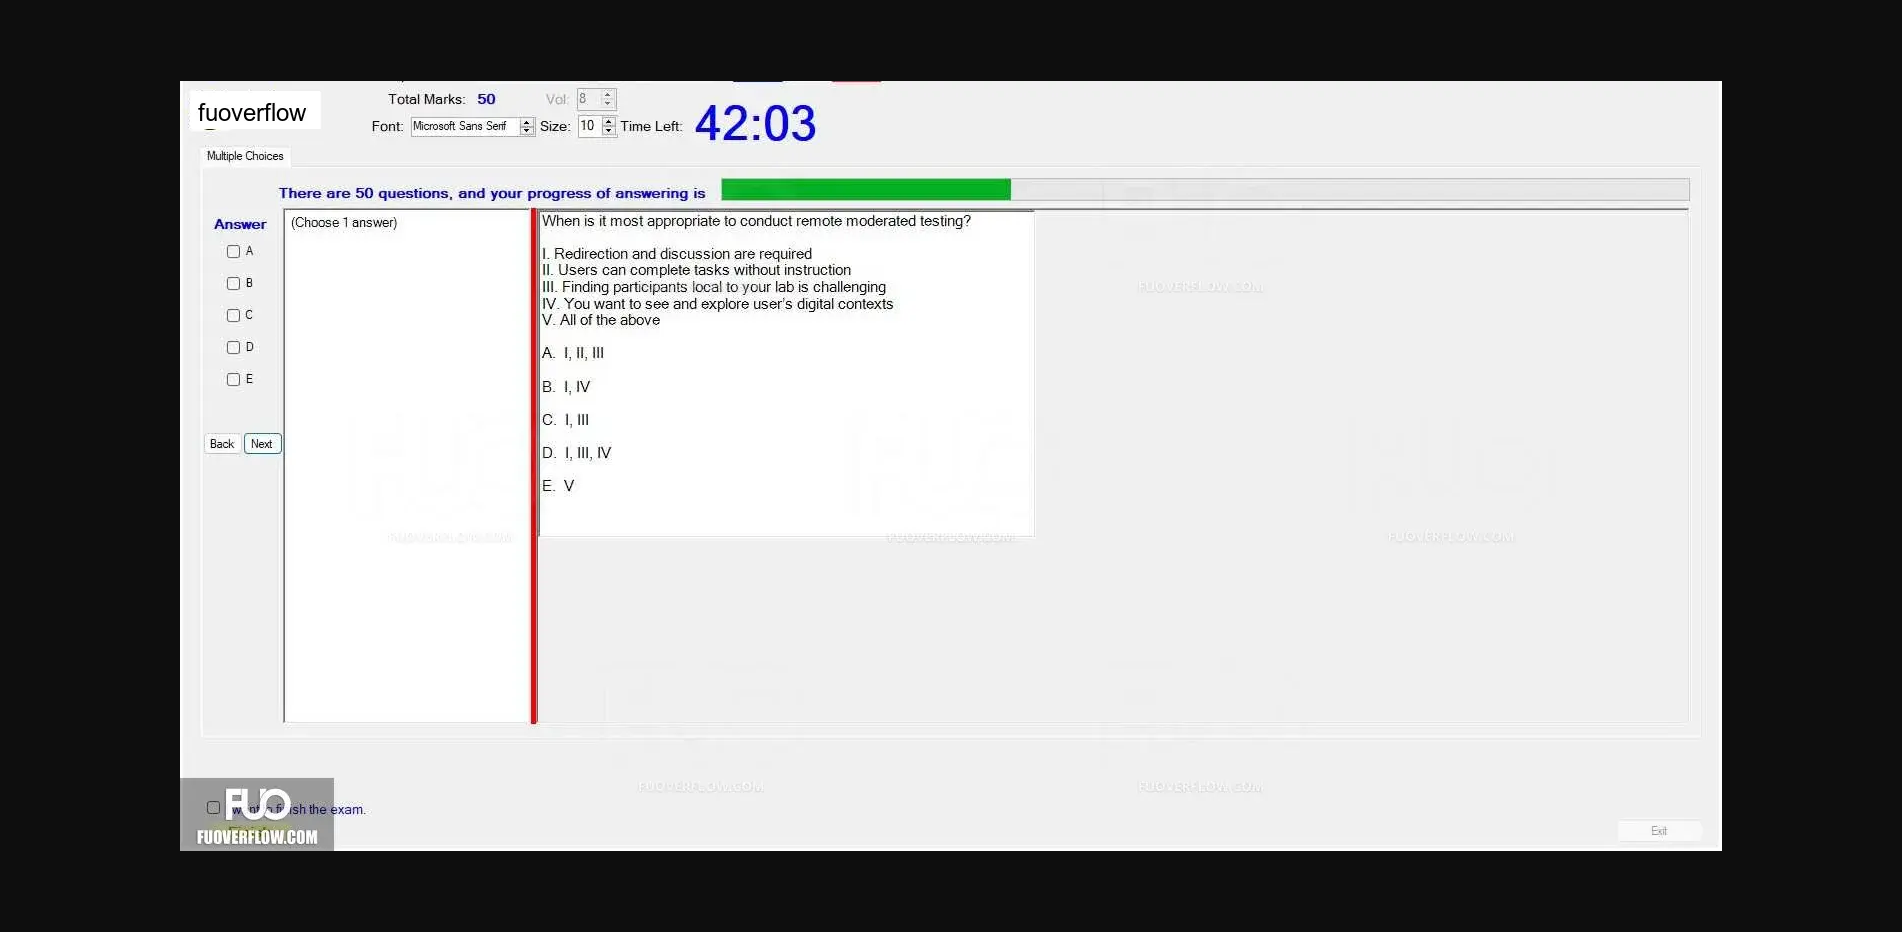 fuoverflow
Total Marks: 50
Vol: 8
Font: Microsoft Sans Serif Size: 10 Time Left: 42:03
Multiple Choices
There are 50 questions, and your progress of answering is
Answer
A
B
C
D
E
Back Next
(Choose 1 answer)
When is it most appropriate to conduct remote moderated testing?
I. Redirection and discussion are required
II. Users can complete tasks without instruction
III. Finding participants local to your lab is challenging
IV. You want to see and explore user's digital contexts
V. All of the above
A. I, II, III
B. I, IV
C. I, III
D. I, III, IV
E. V
FUOVERFLOW.COM
FUOVERFLOW.COM
FUOVERFLOW.COM
FUOVERFLOW.COM
FUOVERFLOW.COM
FUOVERFLOW.COM
FUO
want to finish the exam.
FUOVERFLOW.COM
Exit